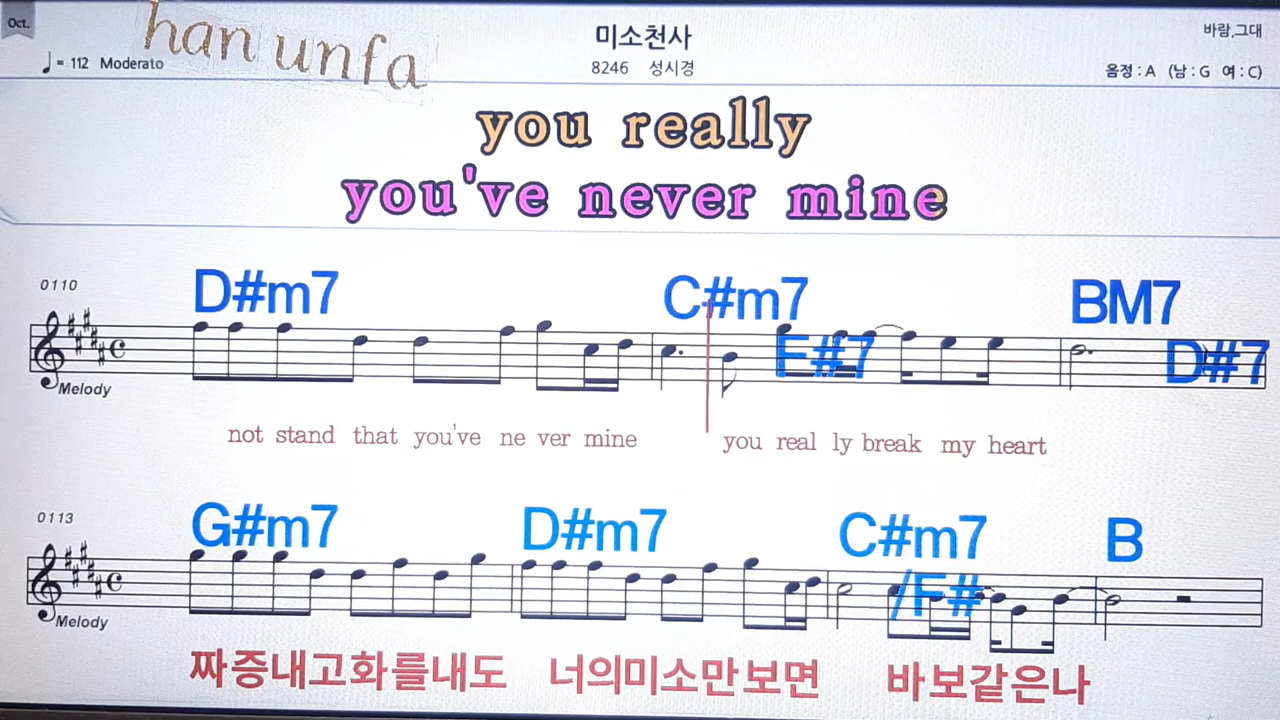 Oct.
han unfa
미소천사
바람,그대
♩= 112 Moderato
8246 성시경
음정 : A (남 : G 여 : C)
you really
you've never mine
0110
D#m7 C#m7 F#7 BM7 D#7
Melody
not stand that you've ne ver mine you real ly break my heart
0113
G#m7 D#m7 C#m7 /F# B
Melody
짜증내고화를내도 너의미소만보면 바보같은나